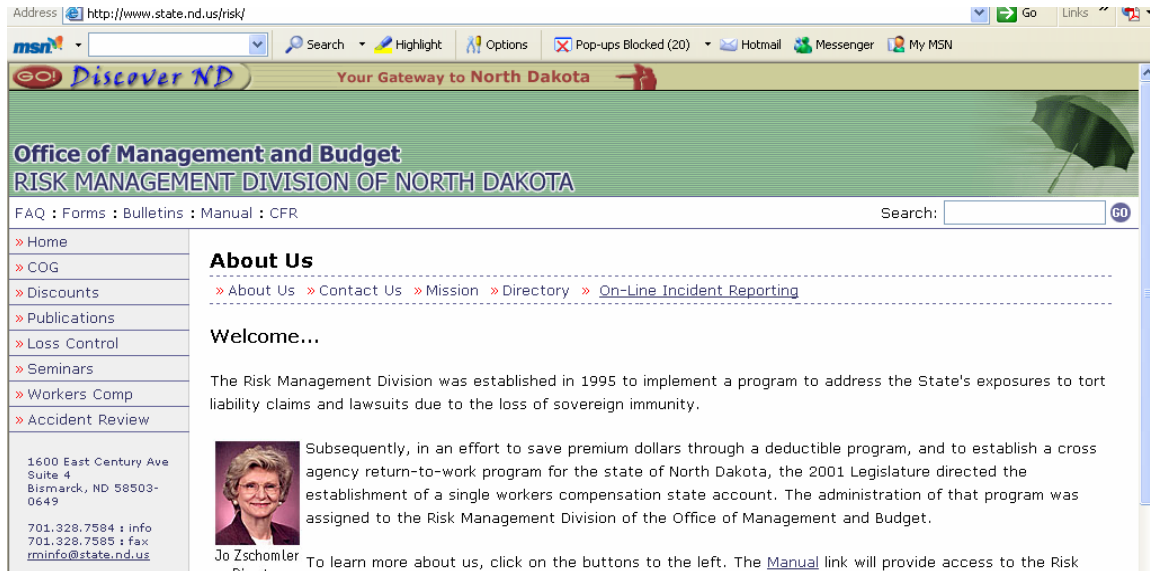 Address http://www.state.nd.us/risk/ Go Links »
msn Search Highlight Options Pop-ups Blocked (20) Hotmail Messenger My MSN
GO! Discover ND Your Gateway to North Dakota
Office of Management and Budget
RISK MANAGEMENT DIVISION OF NORTH DAKOTA
FAQ : Forms : Bulletins : Manual : CFR Search: GO
» Home
» COG
» Discounts
» Publications
» Loss Control
» Seminars
» Workers Comp
» Accident Review
1600 East Century Ave
Suite 4
Bismarck, ND 58503-
0649
701.328.7584 : info
701.328.7585 : fax
rminfo@state.nd.us
About Us
» About Us » Contact Us » Mission » Directory » On-Line Incident Reporting
Welcome...
The Risk Management Division was established in 1995 to implement a program to address the State's exposures to tort
liability claims and lawsuits due to the loss of sovereign immunity.
Subsequently, in an effort to save premium dollars through a deductible program, and to establish a cross
agency return-to-work program for the state of North Dakota, the 2001 Legislature directed the
establishment of a single workers compensation state account. The administration of that program was
assigned to the Risk Management Division of the Office of Management and Budget.
Jo Zschomler
To learn more about us, click on the buttons to the left. The Manual link will provide access to the Risk